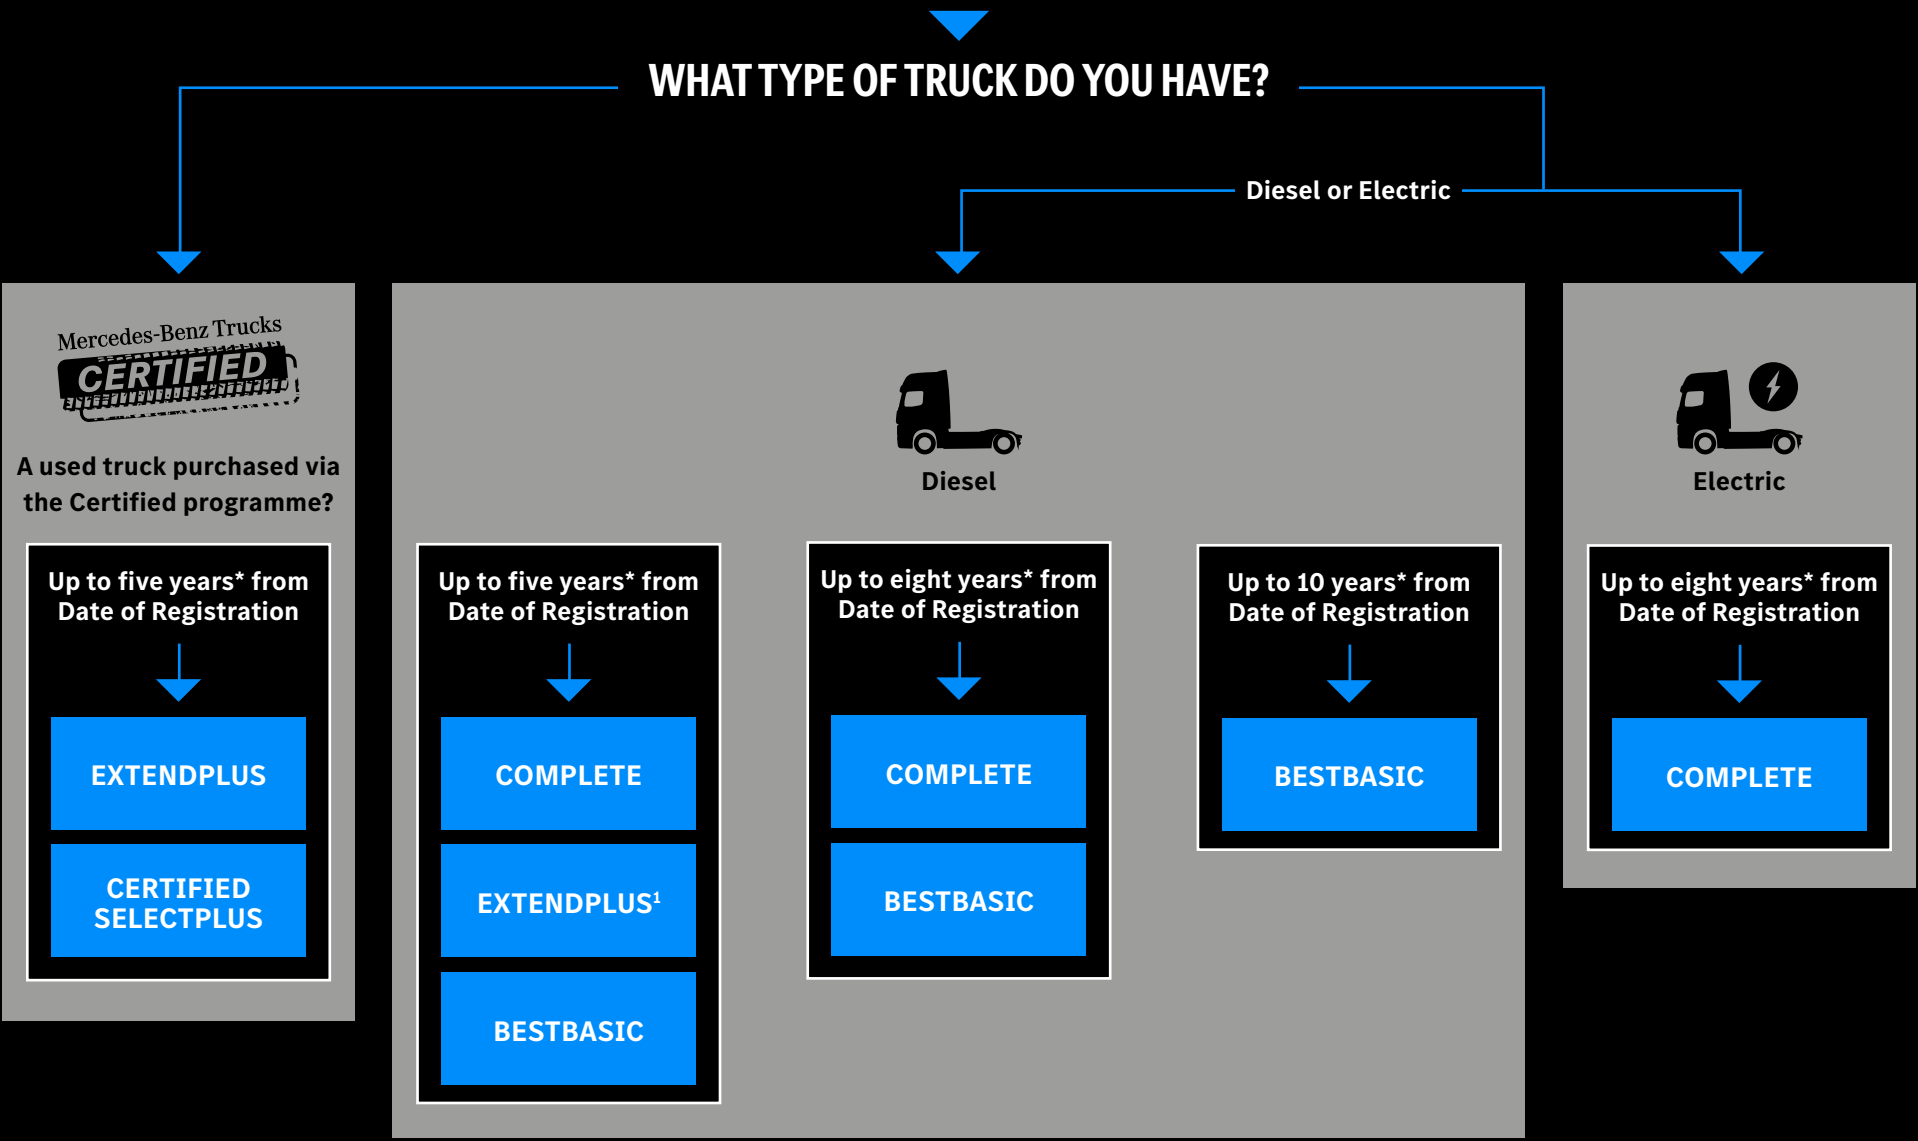 WHAT TYPE OF TRUCK DO YOU HAVE?
Diesel or Electric
Mercedes-Benz Trucks
CERTIFIED
A used truck purchased via
the Certified programme?
Up to five years* from
Date of Registration
EXTENDPLUS
CERTIFIED
SELECTPLUS
Diesel
Up to five years* from
Date of Registration
COMPLETE
EXTENDPLUS¹
BESTBASIC
Up to eight years* from
Date of Registration
COMPLETE
BESTBASIC
Up to 10 years* from
Date of Registration
BESTBASIC
Electric
Up to eight years* from
Date of Registration
COMPLETE